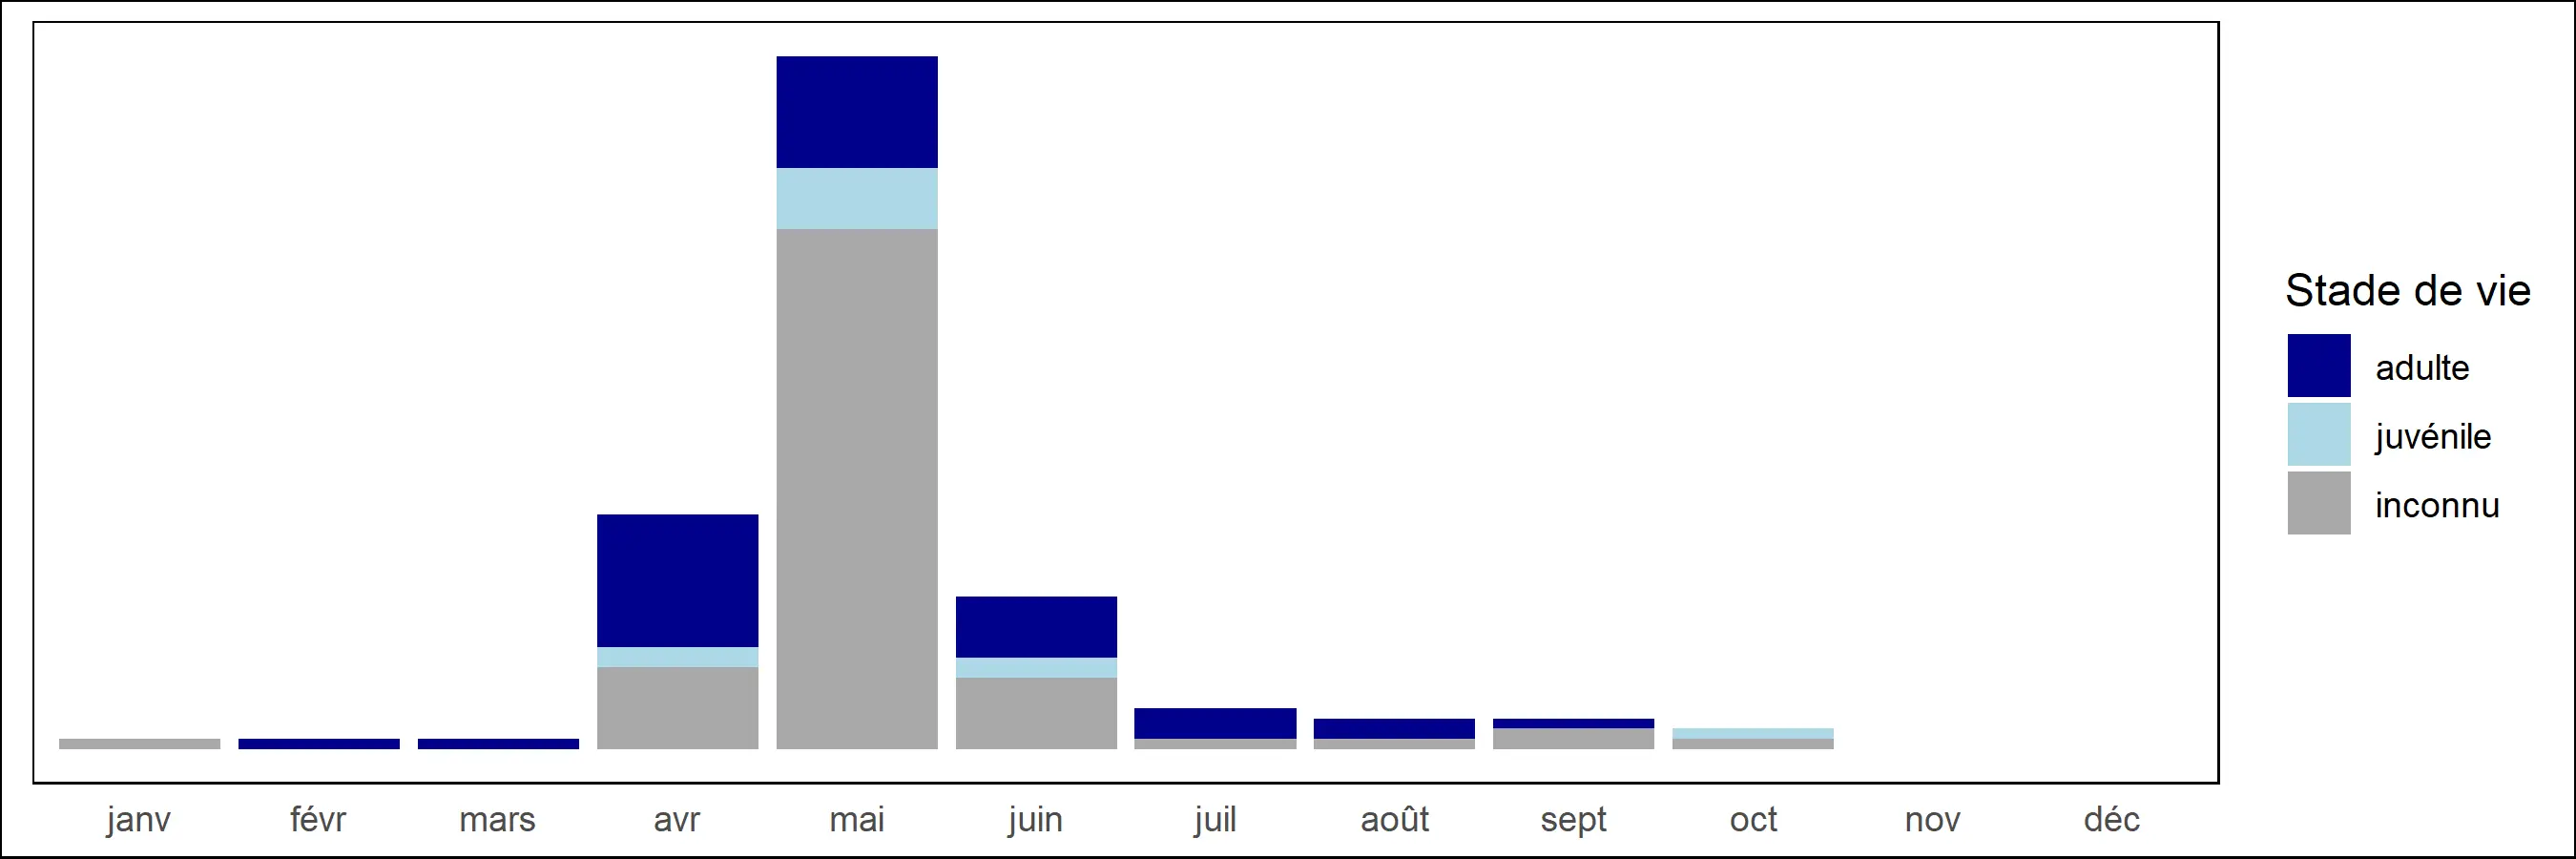 Stade de vie
adulte
juvénile
inconnu
janv févr mars avr mai juin juil août sept oct nov déc